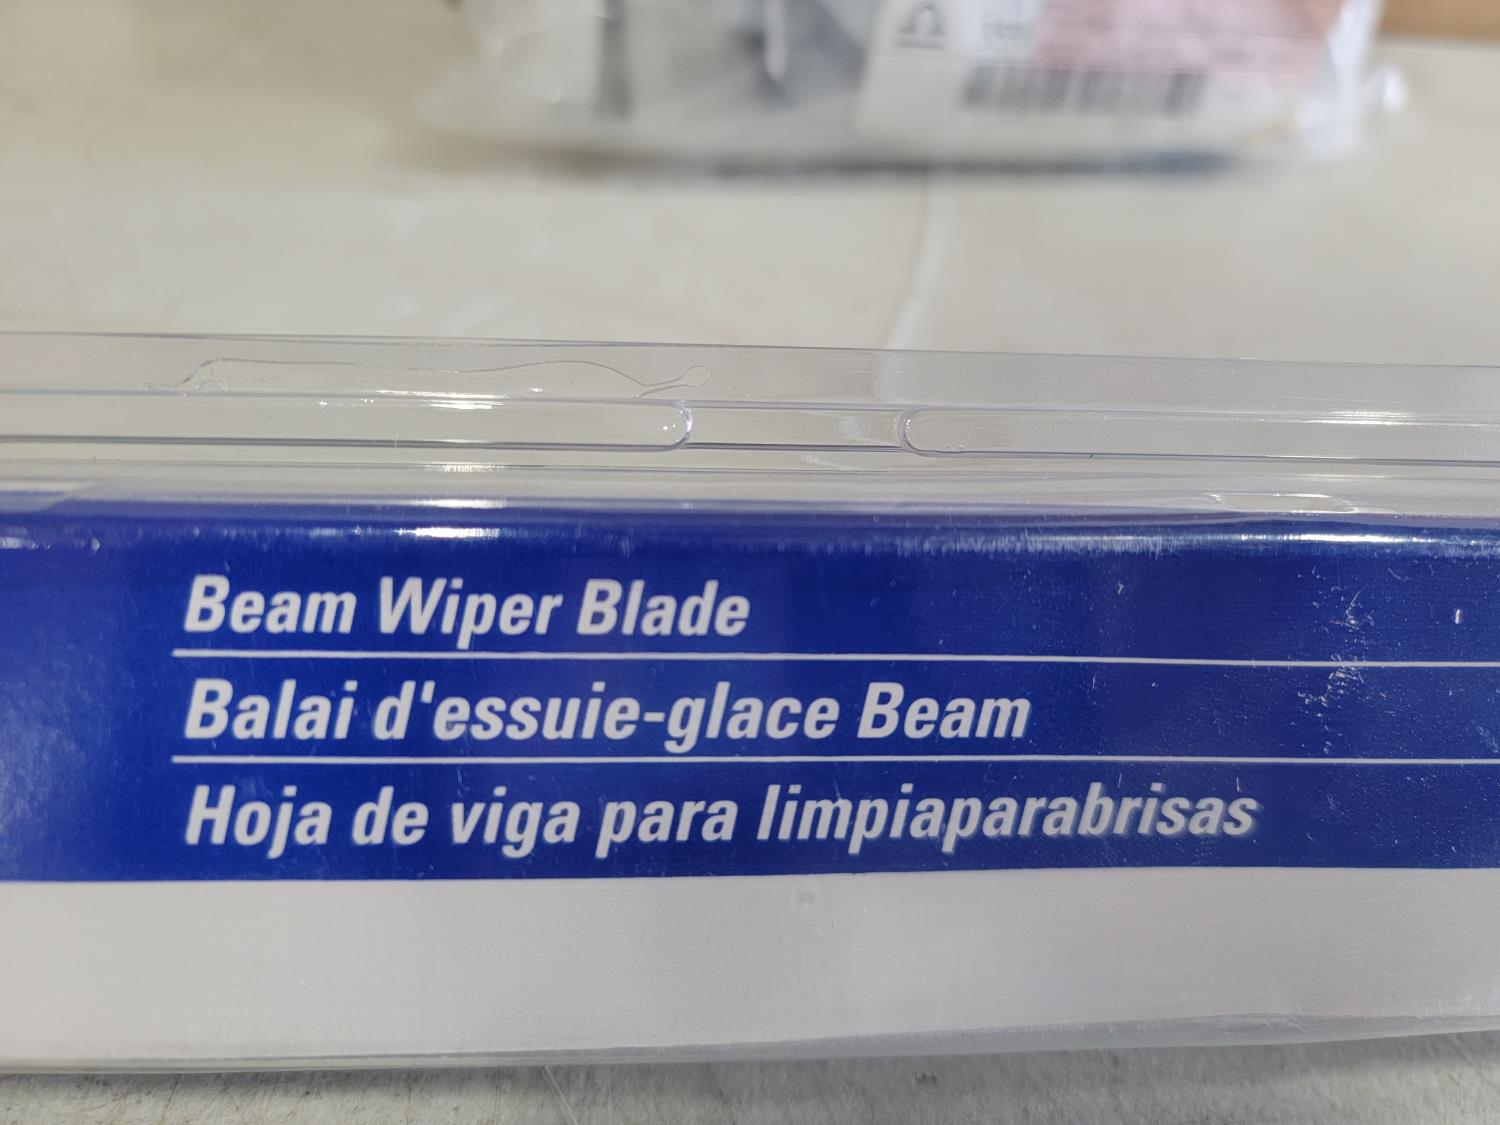 Beam Wiper Blade
Balai d'essuie-glace Beam
Hoja de viga para limpiaparabrisas